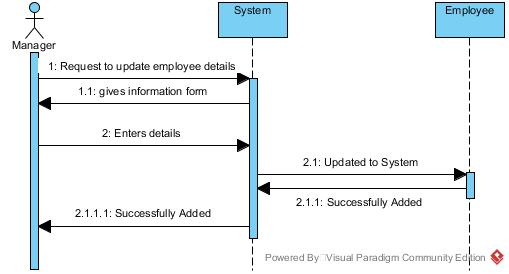 System
Employee
Manager
1: Request to update employee details
1.1: gives information form
2: Enters details
2.1: Updated to System
2.1.1: Successfully Added
2.1.1.1: Successfully Added
Powered By Visual Paradigm Community Edition